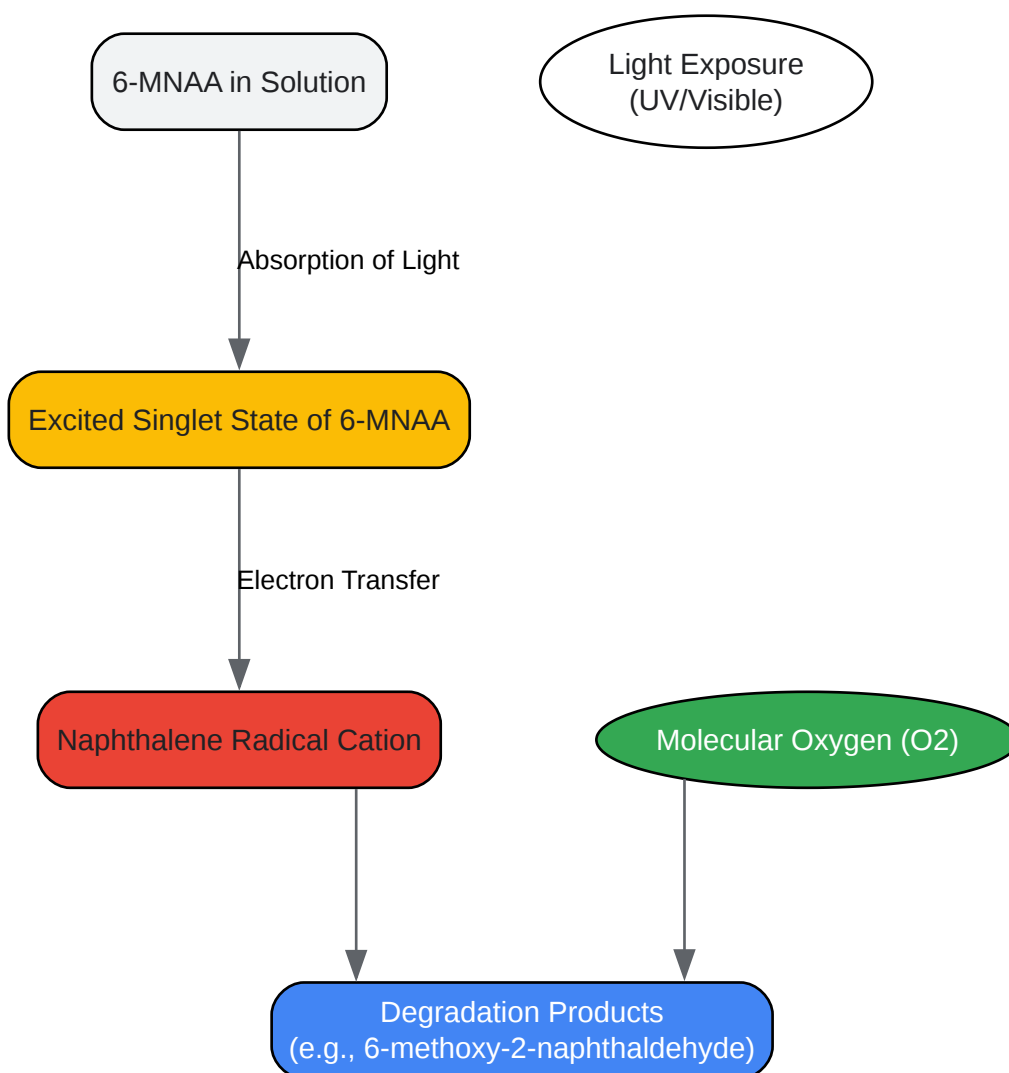 6-MNAA in Solution
Light Exposure
(UV/Visible)
Absorption of Light
Excited Singlet State of 6-MNAA
Electron Transfer
Naphthalene Radical Cation
Molecular Oxygen (O2)
Degradation Products
(e.g., 6-methoxy-2-naphthaldehyde)